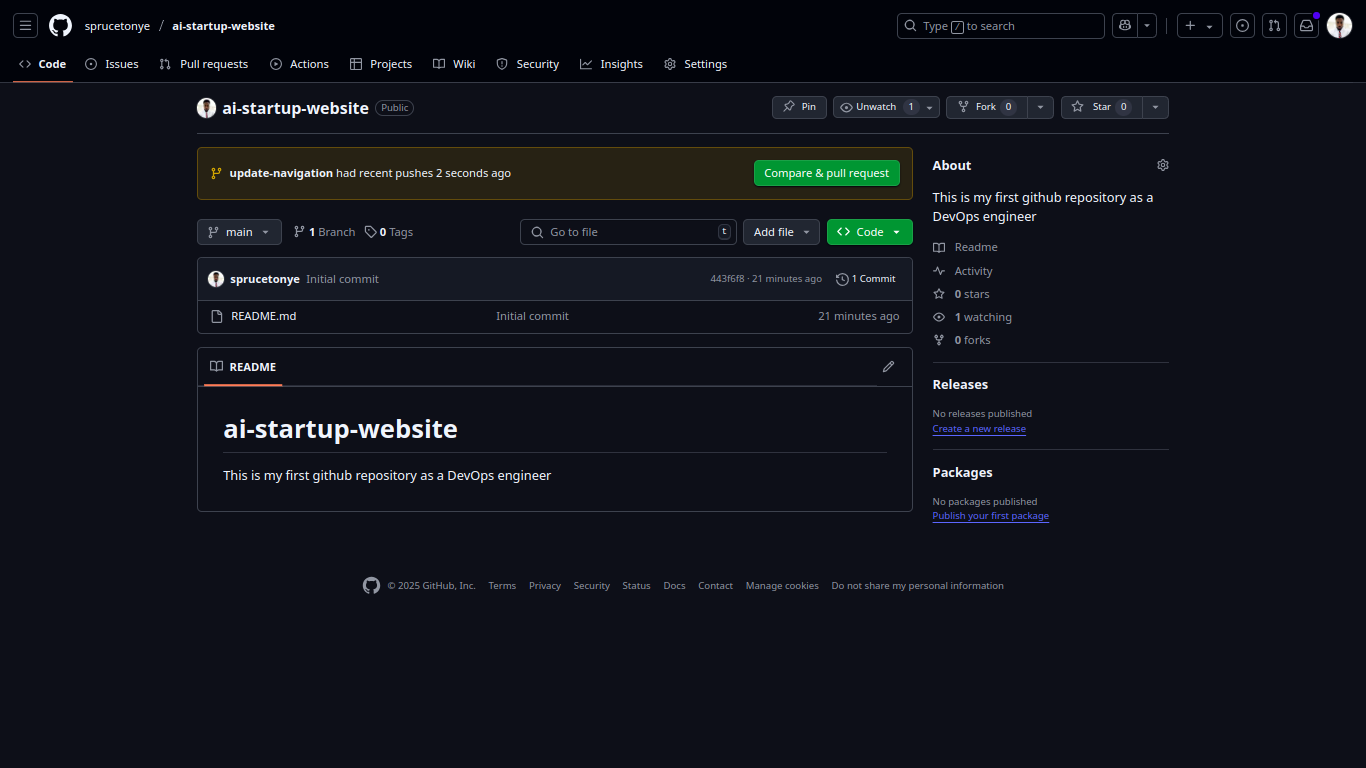 sprucetonye / ai-startup-website
Type / to search
Code Issues Pull requests Actions Projects Wiki Security Insights Settings
ai-startup-website Public
Pin Unwatch 1 Fork 0 Star 0
update-navigation had recent pushes 2 seconds ago
Compare & pull request
main 1 Branch 0 Tags
Go to file t
Add file
Code
sprucetonye Initial commit
443f6f8 · 21 minutes ago
1 Commit
README.md Initial commit 21 minutes ago
README
ai-startup-website
This is my first github repository as a DevOps engineer
About
This is my first github repository as a
DevOps engineer
Readme
Activity
0 stars
1 watching
0 forks
Releases
No releases published
Create a new release
Packages
No packages published
Publish your first package
© 2025 GitHub, Inc. Terms Privacy Security Status Docs Contact Manage cookies Do not share my personal information